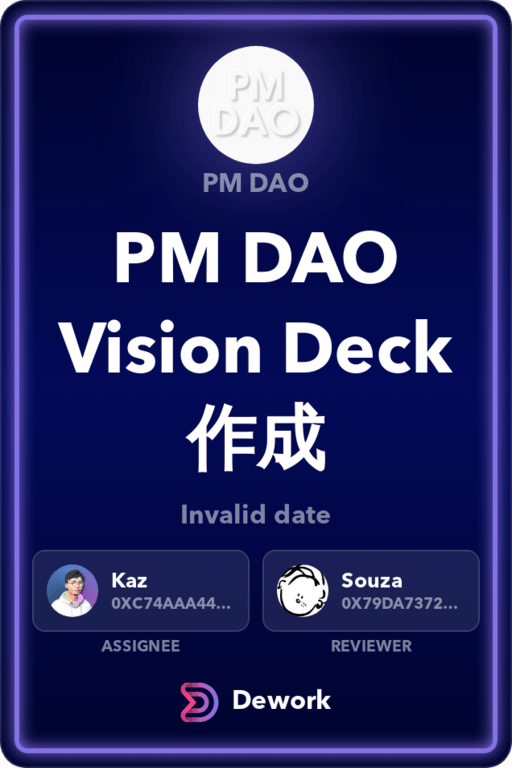 PM
DAO
PM DAO
PM DAO
Vision Deck
作成
Invalid date
Kaz
0XC74AAA44...
Souza
0X79DA7372...
ASSIGNEE
REVIEWER
Dework